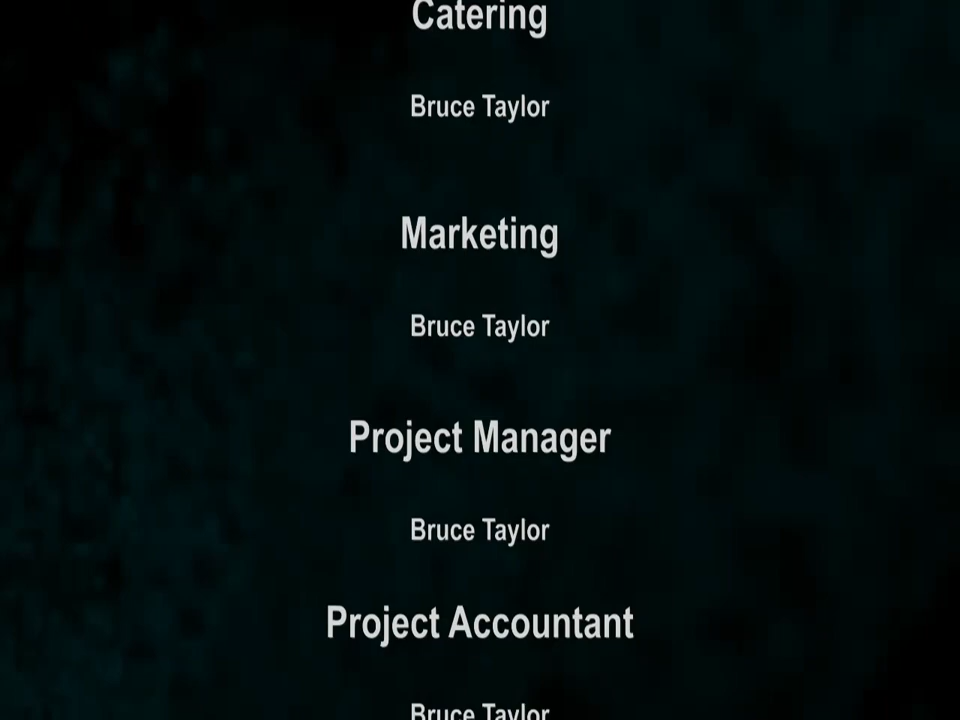 Catering
Bruce Taylor
Marketing
Bruce Taylor
Project Manager
Bruce Taylor
Project Accountant
Bruce Taylor